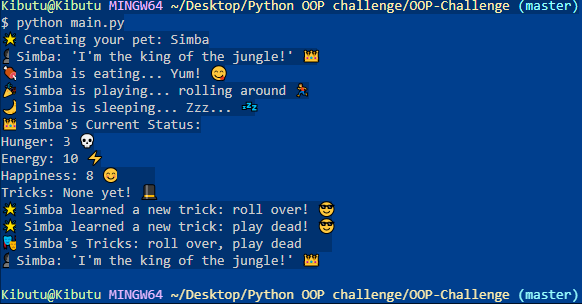 Kibutu@Kibutu MINGW64 ~/Desktop/Python OOP challenge/OOP-Challenge (master)
$ python main.py
⭐ Creating your pet: Simba
Simba: 'I'm the king of the jungle!' 👑
🍖 Simba is eating... Yum! 😋
🎉 Simba is playing... rolling around 🏃
🌙 Simba is sleeping... Zzz... 💤
👑 Simba's Current Status:
Hunger: 3 💀
Energy: 10 ⚡
Happiness: 8 😊
Tricks: None yet! 🎩
⭐ Simba learned a new trick: roll over! 😎
⭐ Simba learned a new trick: play dead! 😎
🎭 Simba's Tricks: roll over, play dead
Simba: 'I'm the king of the jungle!' 👑
Kibutu@Kibutu MINGW64 ~/Desktop/Python OOP challenge/OOP-Challenge (master)